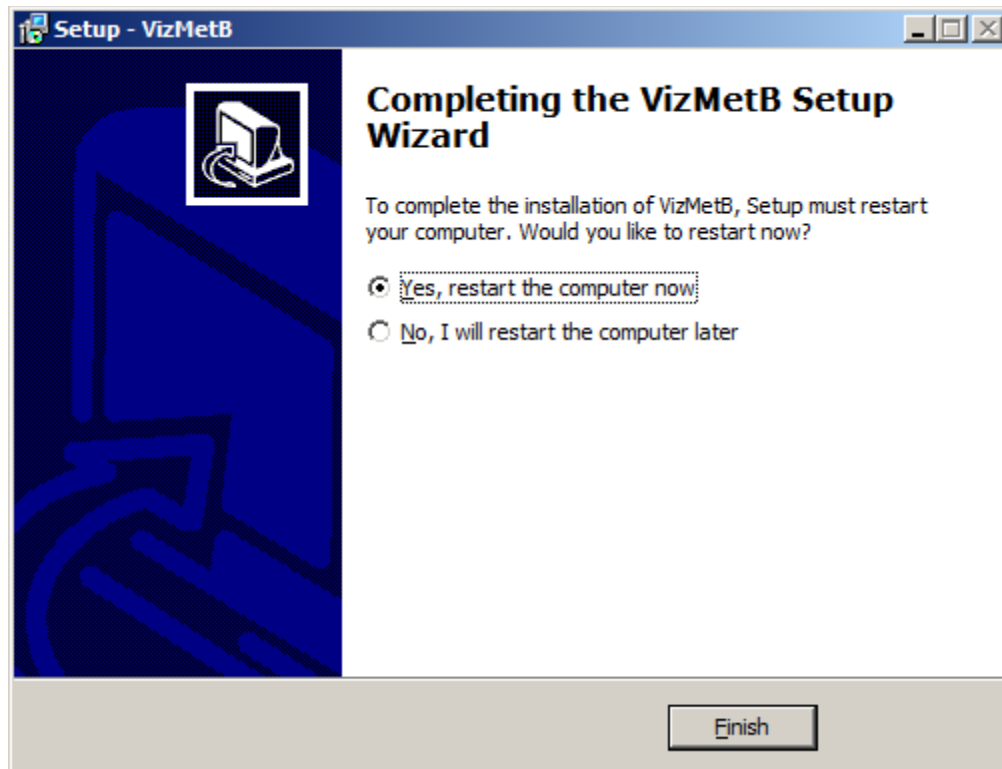 Setup - VizMetB
Completing the VizMetB Setup
Wizard
To complete the installation of VizMetB, Setup must restart
your computer. Would you like to restart now?
Yes, restart the computer now
No, I will restart the computer later
Finish